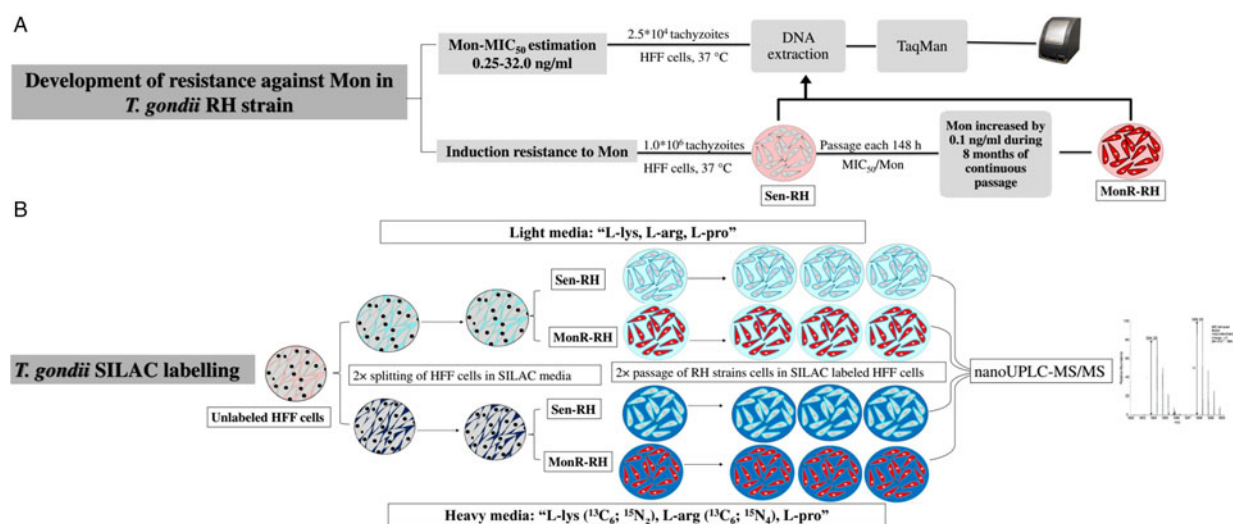 A
Development of resistance against Mon in
T. gondii RH strain
Mon-MIC₅₀ estimation
0.25-32.0 ng/ml
2.5*10⁴ tachyzoites
HFF cells, 37 °C
DNA
extraction
TaqMan
Induction resistance to Mon
1.0*10⁶ tachyzoites
HFF cells, 37 °C
Sen-RH
Passage each 148 h
MIC₅₀/Mon
Mon increased by
0.1 ng/ml during
8 months of
continuous
passage
MonR-RH
B
Light media: “L-lys, L-arg, L-pro”
Sen-RH
MonR-RH
T. gondii SILAC labelling
Unlabeled HFF cells
2× splitting of HFF cells in SILAC media
2× passage of RH strains cells in SILAC labeled HFF cells
nanoUPLC-MS/MS
Sen-RH
MonR-RH
Heavy media: “L-lys (¹³C₆; ¹⁵N₂), L-arg (¹³C₆; ¹⁵N₄), L-pro”